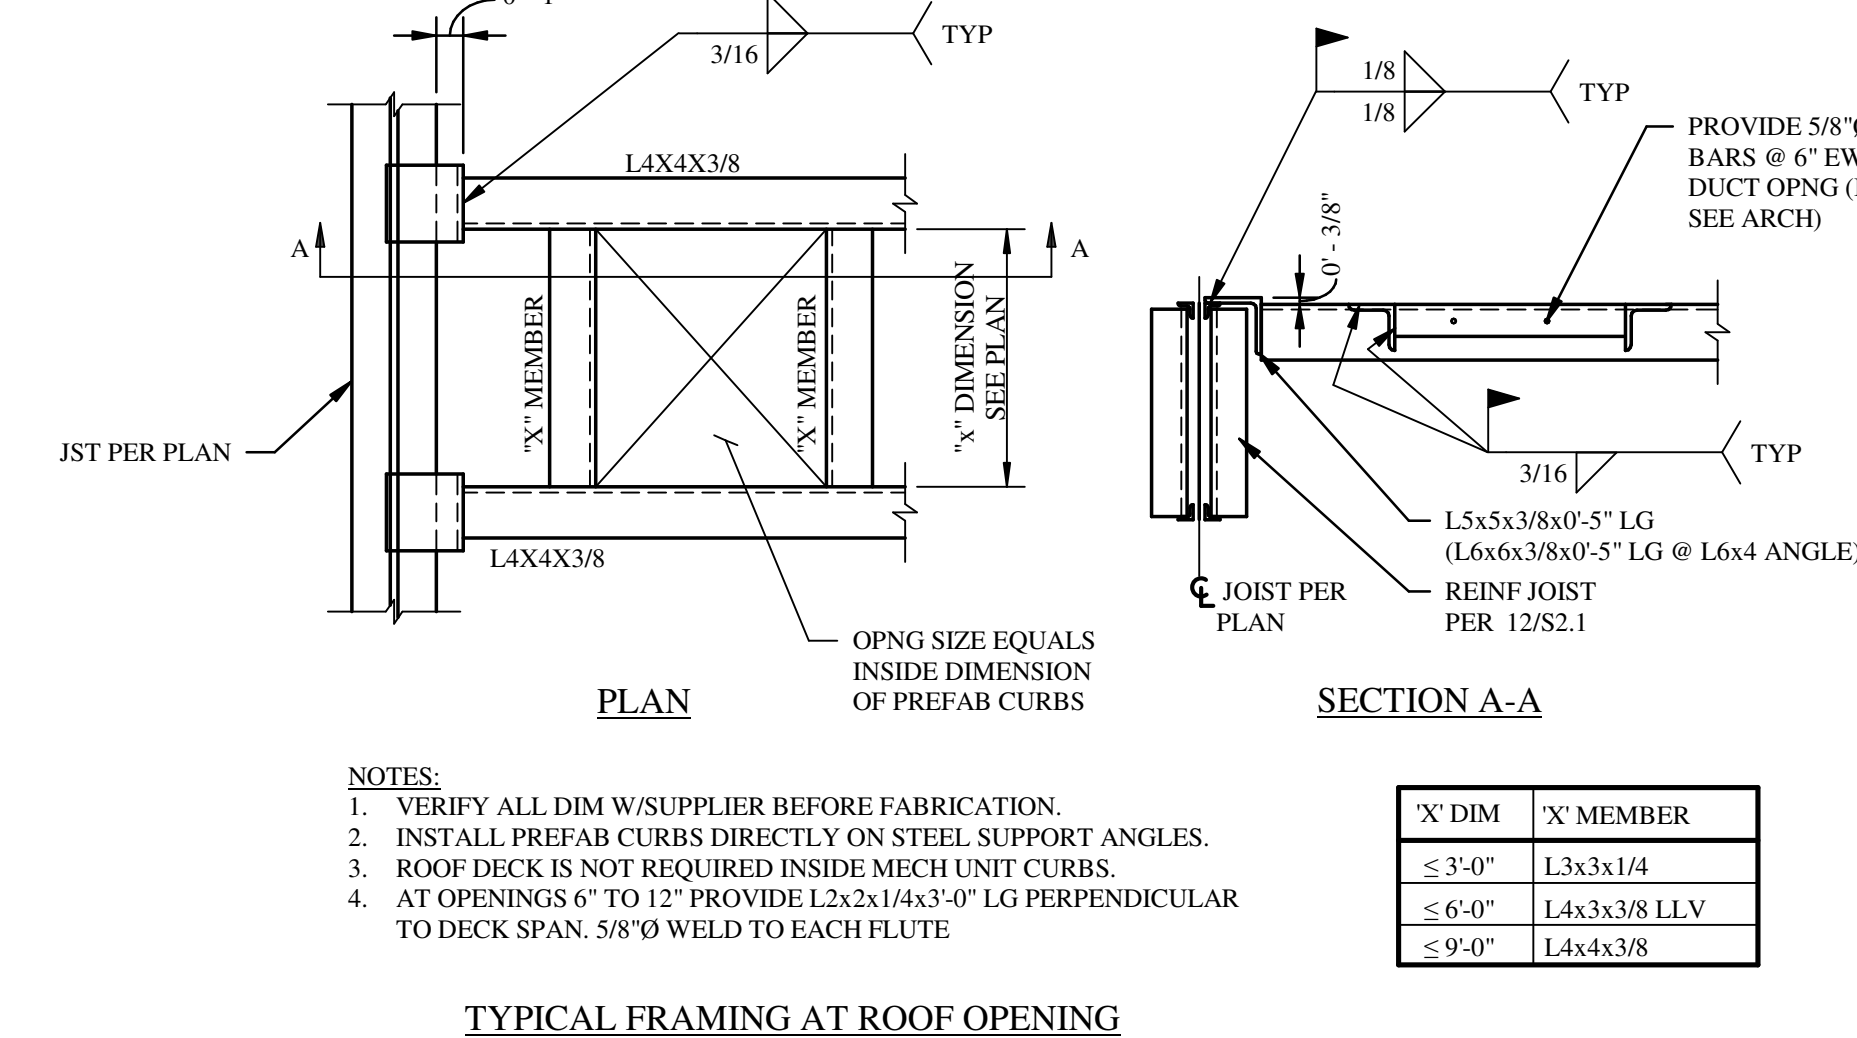 3/16
TYP
L4X4X3/8
A
A
"X" MEMBER
"X" MEMBER
"x" DIMENSION
SEE PLAN
JST PER PLAN
L4X4X3/8
OPNG SIZE EQUALS
INSIDE DIMENSION
OF PREFAB CURBS
PLAN
1/8
1/8
TYP
PROVIDE 5/8"Ø
BARS @ 6" EW
DUCT OPNG (
SEE ARCH)
0' - 3/8"
3/16
TYP
L5x5x3/8x0'-5" LG
(L6x6x3/8x0'-5" LG @ L6x4 ANGLE)
REINF JOIST
PER 12/S2.1
℄ JOIST PER
PLAN
SECTION A-A
NOTES:
1. VERIFY ALL DIM W/SUPPLIER BEFORE FABRICATION.
2. INSTALL PREFAB CURBS DIRECTLY ON STEEL SUPPORT ANGLES.
3. ROOF DECK IS NOT REQUIRED INSIDE MECH UNIT CURBS.
4. AT OPENINGS 6" TO 12" PROVIDE L2x2x1/4x3'-0" LG PERPENDICULAR
TO DECK SPAN. 5/8"Ø WELD TO EACH FLUTE
'X' DIM 'X' MEMBER
≤ 3'-0" L3x3x1/4
≤ 6'-0" L4x3x3/8 LLV
≤ 9'-0" L4x4x3/8
TYPICAL FRAMING AT ROOF OPENING